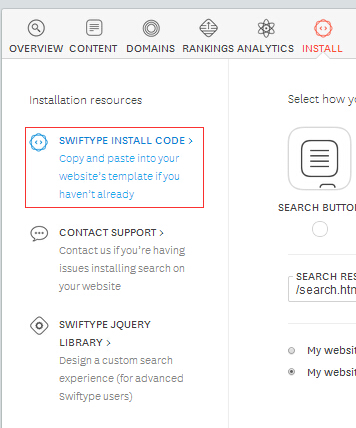 OVERVIEW CONTENT DOMAINS RANKINGS ANALYTICS INSTALL
Installation resources
SWIFTYPE INSTALL CODE >
Copy and paste into your
website's template if you
haven't already
CONTACT SUPPORT >
Contact us if you're having
issues installing search on
your website
SWIFTYPE JQUERY
LIBRARY >
Design a custom search
experience (for advanced
Swiftype users)
Select how yo
SEARCH BUTTO
SEARCH RES
/search.htm
My websi
My websi